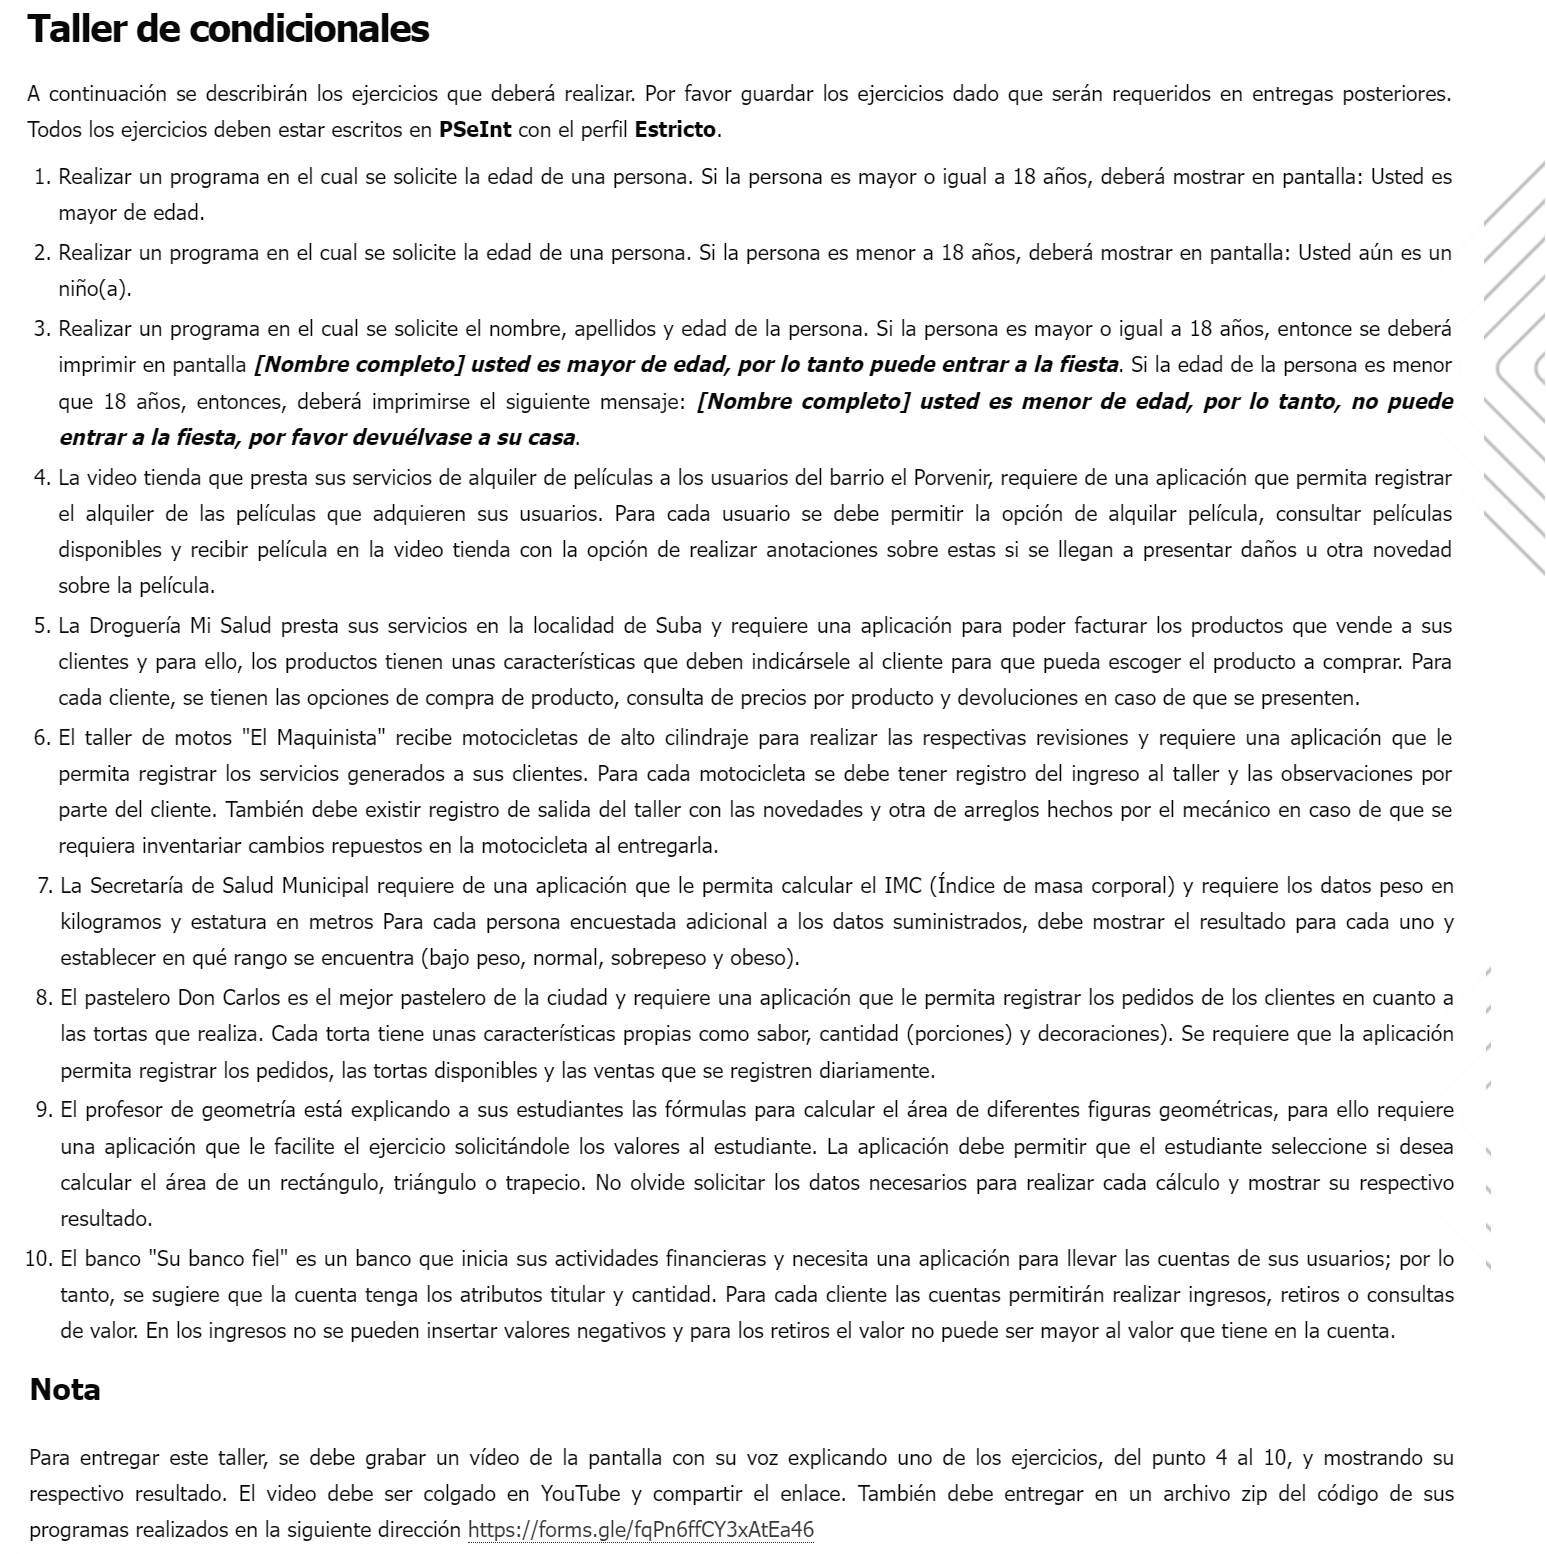 Taller de condicionales
A continuación se describirán los ejercicios que deberá realizar. Por favor guardar los ejercicios dado que serán requeridos en entregas posteriores.
Todos los ejercicios deben estar escritos en PSeInt con el perfil Estricto.
1. Realizar un programa en el cual se solicite la edad de una persona. Si la persona es mayor o igual a 18 años, deberá mostrar en pantalla: Usted es
mayor de edad.
2. Realizar un programa en el cual se solicite la edad de una persona. Si la persona es menor a 18 años, deberá mostrar en pantalla: Usted aún es un
niño(a).
3. Realizar un programa en el cual se solicite el nombre, apellidos y edad de la persona. Si la persona es mayor o igual a 18 años, entonce se deberá
imprimir en pantalla [Nombre completo] usted es mayor de edad, por lo tanto puede entrar a la fiesta. Si la edad de la persona es menor
que 18 años, entonces, deberá imprimirse el siguiente mensaje: [Nombre completo] usted es menor de edad, por lo tanto, no puede
entrar a la fiesta, por favor devuélvase a su casa.
4. La video tienda que presta sus servicios de alquiler de películas a los usuarios del barrio el Porvenir, requiere de una aplicación que permita registrar
el alquiler de las películas que adquieren sus usuarios. Para cada usuario se debe permitir la opción de alquilar película, consultar películas
disponibles y recibir película en la video tienda con la opción de realizar anotaciones sobre estas si se llegan a presentar daños u otra novedad
sobre la película.
5. La Droguería Mi Salud presta sus servicios en la localidad de Suba y requiere una aplicación para poder facturar los productos que vende a sus
clientes y para ello, los productos tienen unas características que deben indicársele al cliente para que pueda escoger el producto a comprar. Para
cada cliente, se tienen las opciones de compra de producto, consulta de precios por producto y devoluciones en caso de que se presenten.
6. El taller de motos "El Maquinista" recibe motocicletas de alto cilindraje para realizar las respectivas revisiones y requiere una aplicación que le
permita registrar los servicios generados a sus clientes. Para cada motocicleta se debe tener registro del ingreso al taller y las observaciones por
parte del cliente. También debe existir registro de salida del taller con las novedades y otra de arreglos hechos por el mecánico en caso de que se
requiera inventariar cambios repuestos en la motocicleta al entregarla.
7. La Secretaría de Salud Municipal requiere de una aplicación que le permita calcular el IMC (Índice de masa corporal) y requiere los datos peso en
kilogramos y estatura en metros Para cada persona encuestada adicional a los datos suministrados, debe mostrar el resultado para cada uno y
establecer en qué rango se encuentra (bajo peso, normal, sobrepeso y obeso).
8. El pastelero Don Carlos es el mejor pastelero de la ciudad y requiere una aplicación que le permita registrar los pedidos de los clientes en cuanto a
las tortas que realiza. Cada torta tiene unas características propias como sabor, cantidad (porciones) y decoraciones). Se requiere que la aplicación
permita registrar los pedidos, las tortas disponibles y las ventas que se registren diariamente.
9. El profesor de geometría está explicando a sus estudiantes las fórmulas para calcular el área de diferentes figuras geométricas, para ello requiere
una aplicación que le facilite el ejercicio solicitándole los valores al estudiante. La aplicación debe permitir que el estudiante seleccione si desea
calcular el área de un rectángulo, triángulo o trapecio. No olvide solicitar los datos necesarios para realizar cada cálculo y mostrar su respectivo
resultado.
10. El banco "Su banco fiel" es un banco que inicia sus actividades financieras y necesita una aplicación para llevar las cuentas de sus usuarios; por lo
tanto, se sugiere que la cuenta tenga los atributos titular y cantidad. Para cada cliente las cuentas permitirán realizar ingresos, retiros o consultas
de valor. En los ingresos no se pueden insertar valores negativos y para los retiros el valor no puede ser mayor al valor que tiene en la cuenta.
Nota
Para entregar este taller, se debe grabar un vídeo de la pantalla con su voz explicando uno de los ejercicios, del punto 4 al 10, y mostrando su
respectivo resultado. El video debe ser colgado en YouTube y compartir el enlace. También debe entregar en un archivo zip del código de sus
programas realizados en la siguiente dirección https://forms.gle/fqPn6ffCY3xAtEa46